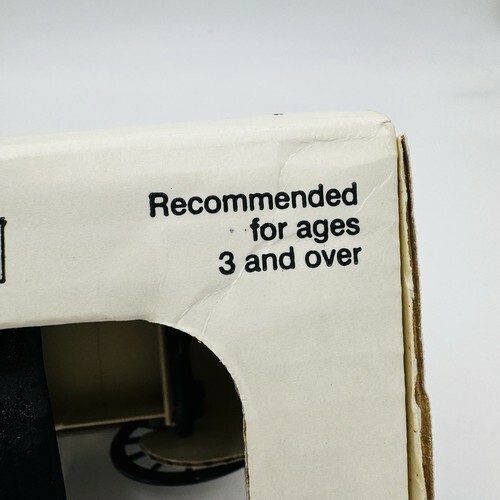 Recommended
for ages
3 and over